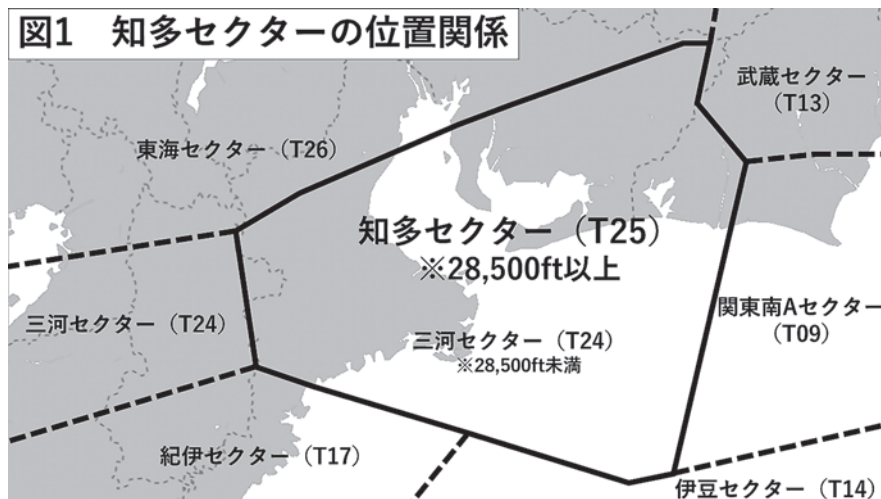 図1　知多セクターの位置関係
武蔵セクター
（T13）
東海セクター（T26）
知多セクター（T25）
※28,500ft以上
三河セクター（T24）
三河セクター（T24）
※28,500ft未満
関東南Aセクター
（T09）
紀伊セクター（T17）
伊豆セクター（T14）